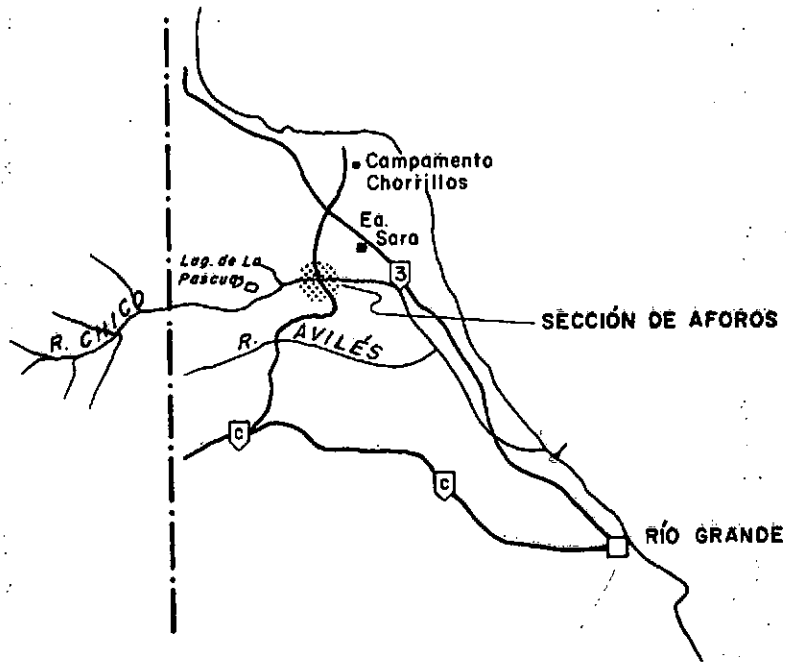 Campamento
Chorrillos
Ea.
Sara
Lag. de La
Pascua
3
R. CHICO
SECCIÓN DE AFOROS
R. AVILÉS
C
C
RÍO GRANDE